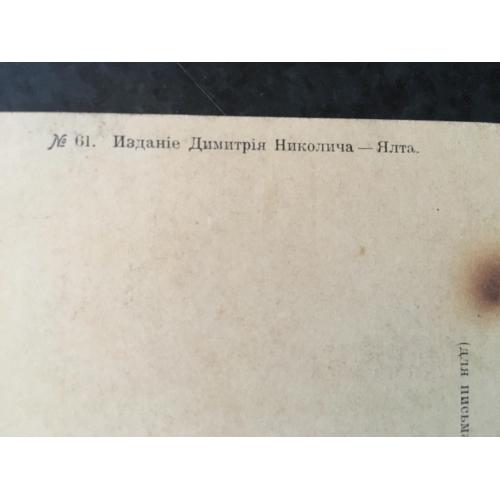 № 61. Изданіе Димитрія Николича — Ялта.
(для письма